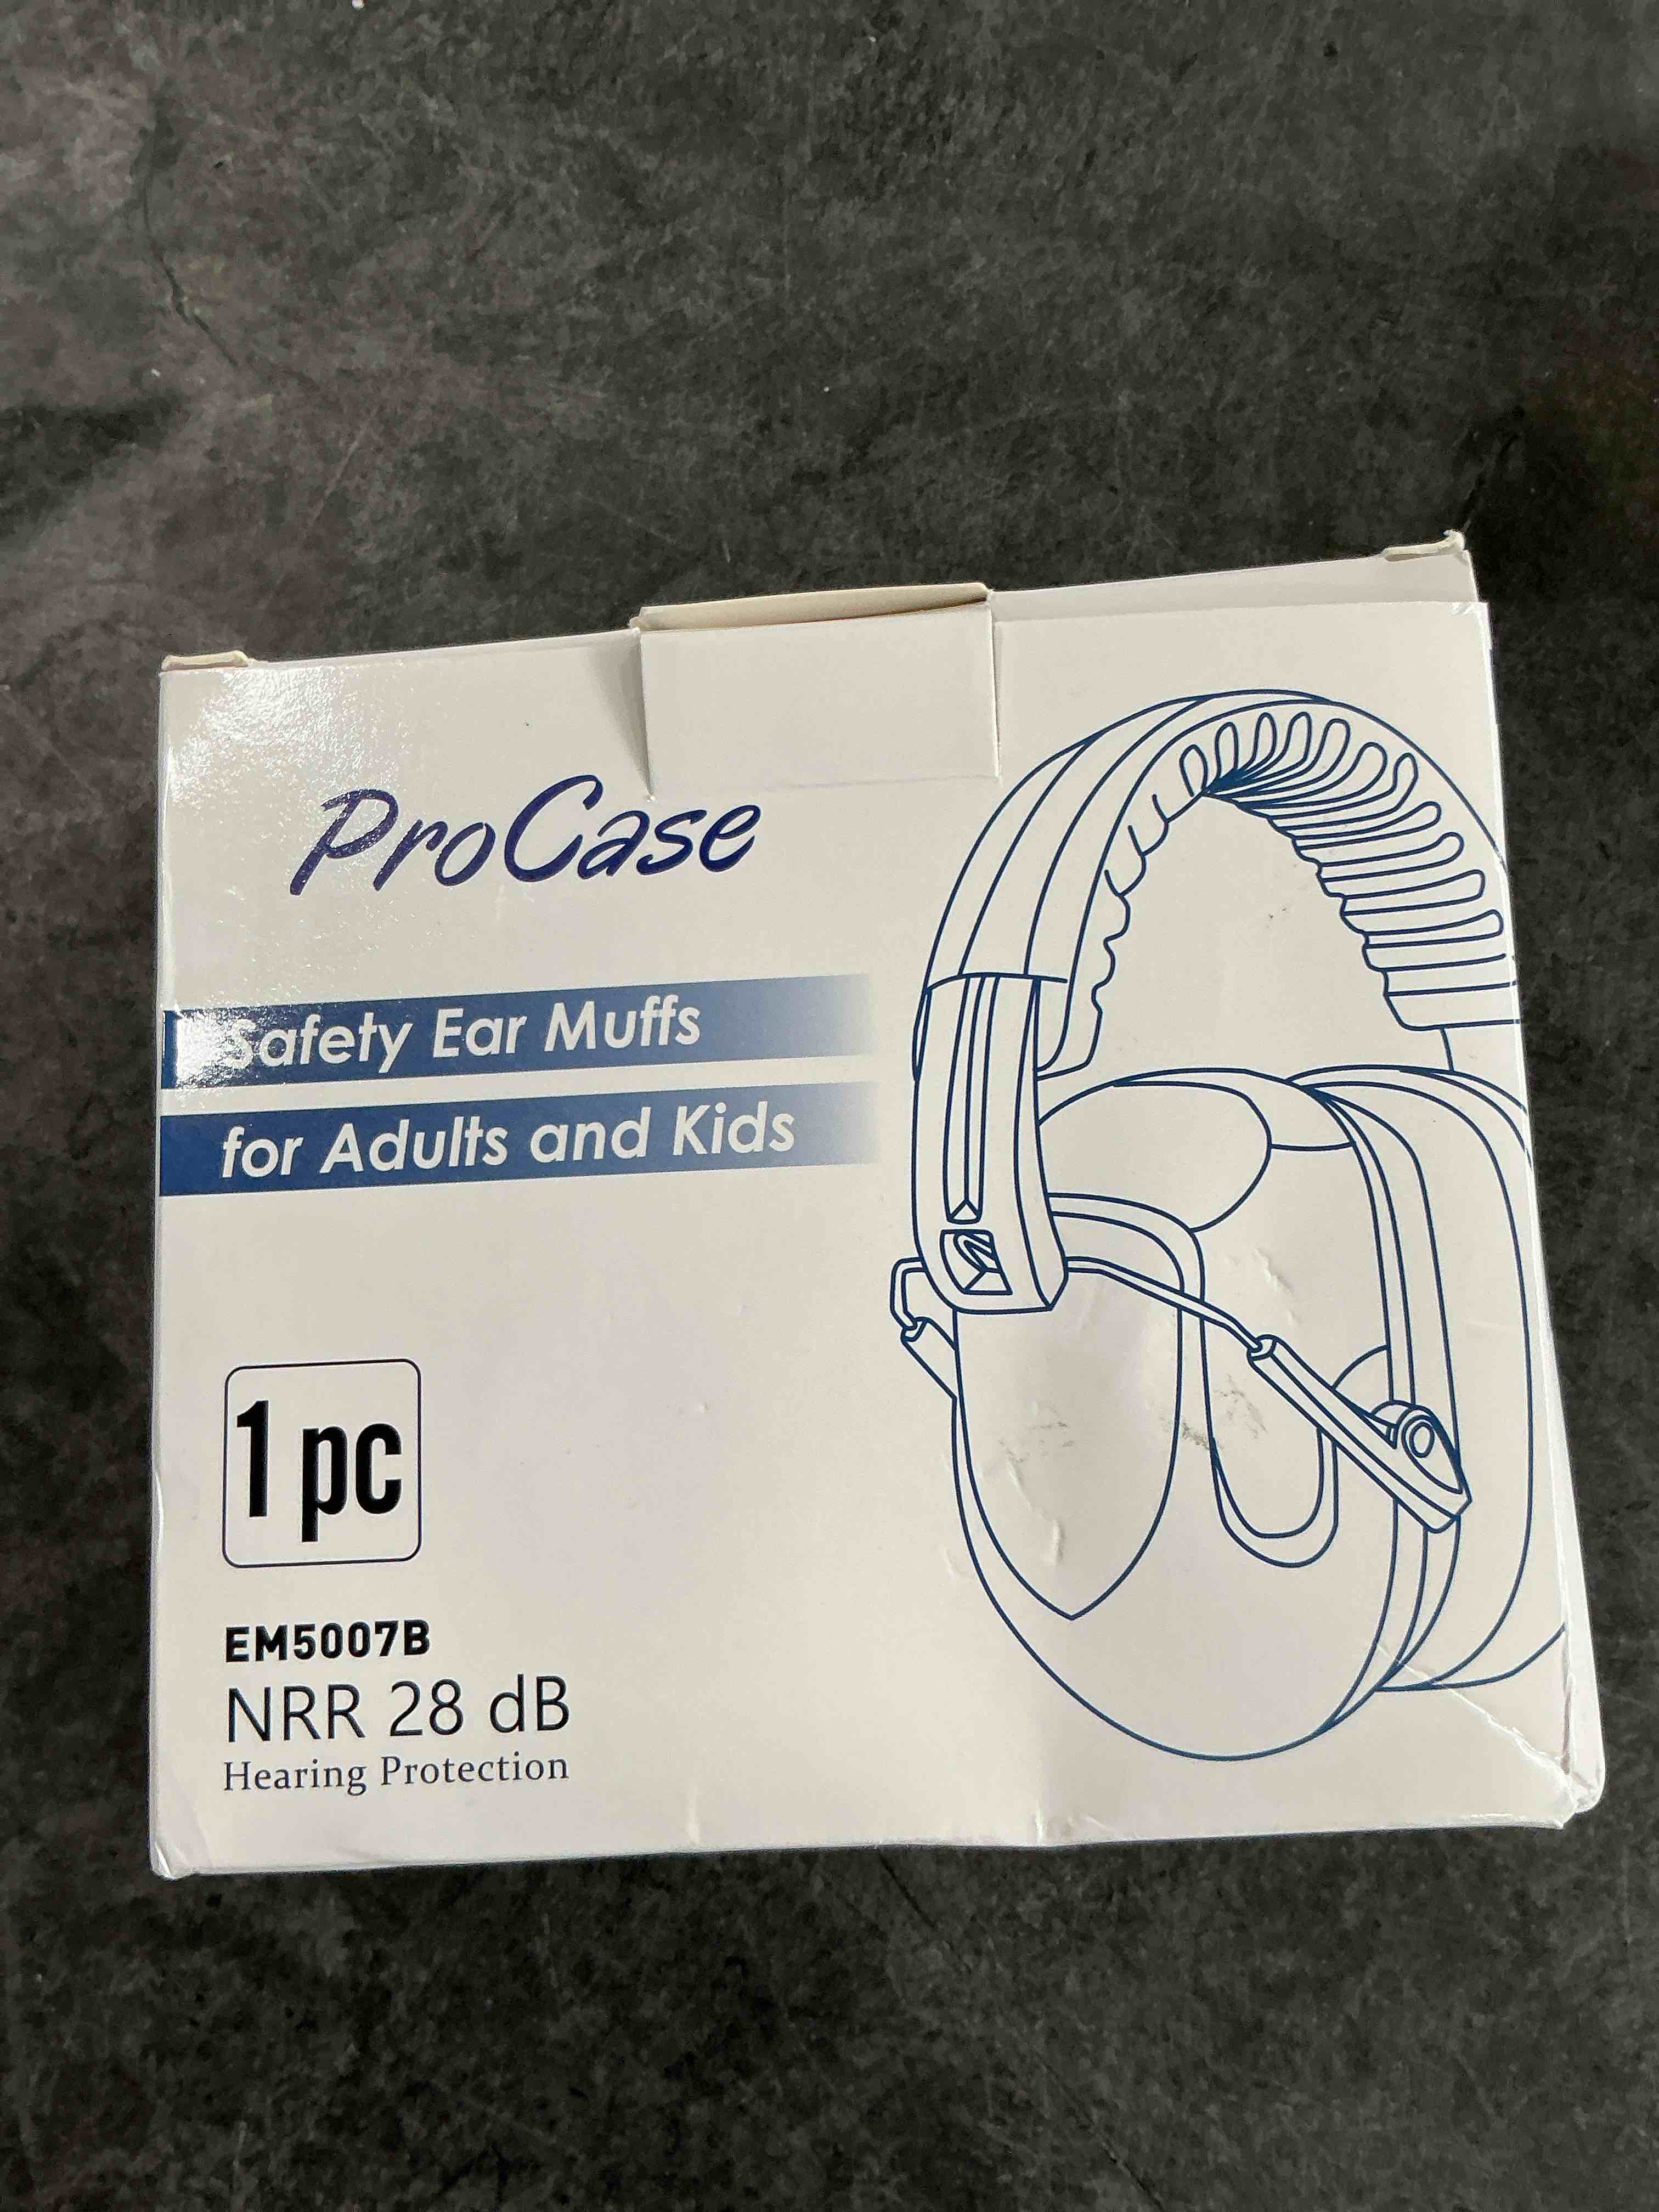 ProCase
Safety Ear Muffs
for Adults and Kids
1 pc
EM5007B
NRR 28 dB
Hearing Protection